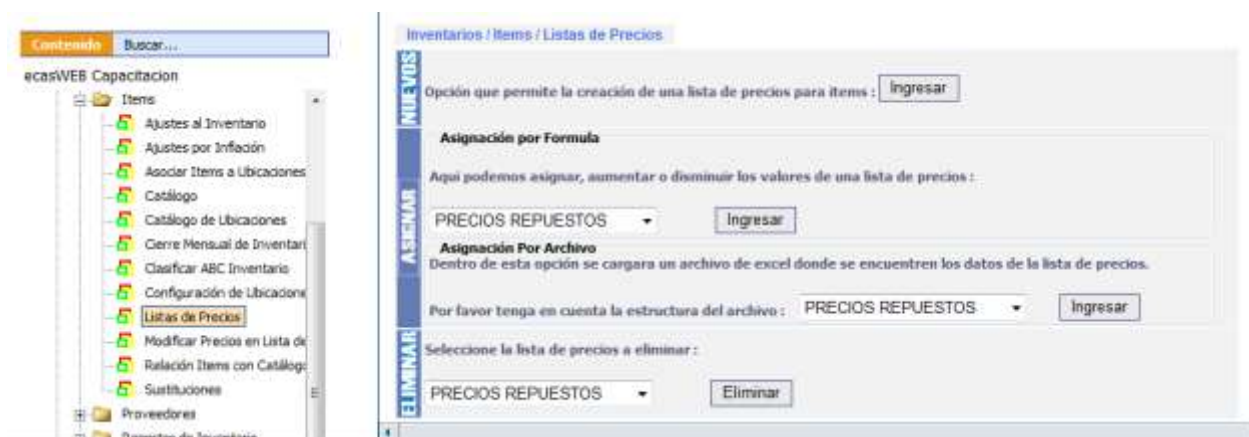 Contenido Buscar...
ecasWEB Capacitacion
Items
Ajustes al Inventario
Ajustes por Inflación
Asociar Items a Ubicaciones
Catálogo
Catálogo de Ubicaciones
Cierre Mensual de Inventari
Clasificar ABC Inventario
Configuración de Ubicacione
Listas de Precios
Modificar Precios en Lista de
Relación Items con Catálogo
Sustituciones
Proveedores
Inventarios / Items / Listas de Precios
NUEVOS
Opción que permite la creación de una lista de precios para items : Ingresar
ASIGNAR
Asignación por Formula
Aqui podemos asignar, aumentar o disminuir los valores de una lista de precios :
PRECIOS REPUESTOS Ingresar
Asignación Por Archivo
Dentro de esta opción se cargara un archivo de excel donde se encuentren los datos de la lista de precios.
Por favor tenga en cuenta la estructura del archivo : PRECIOS REPUESTOS Ingresar
ELIMINAR
Seleccione la lista de precios a eliminar :
PRECIOS REPUESTOS Eliminar